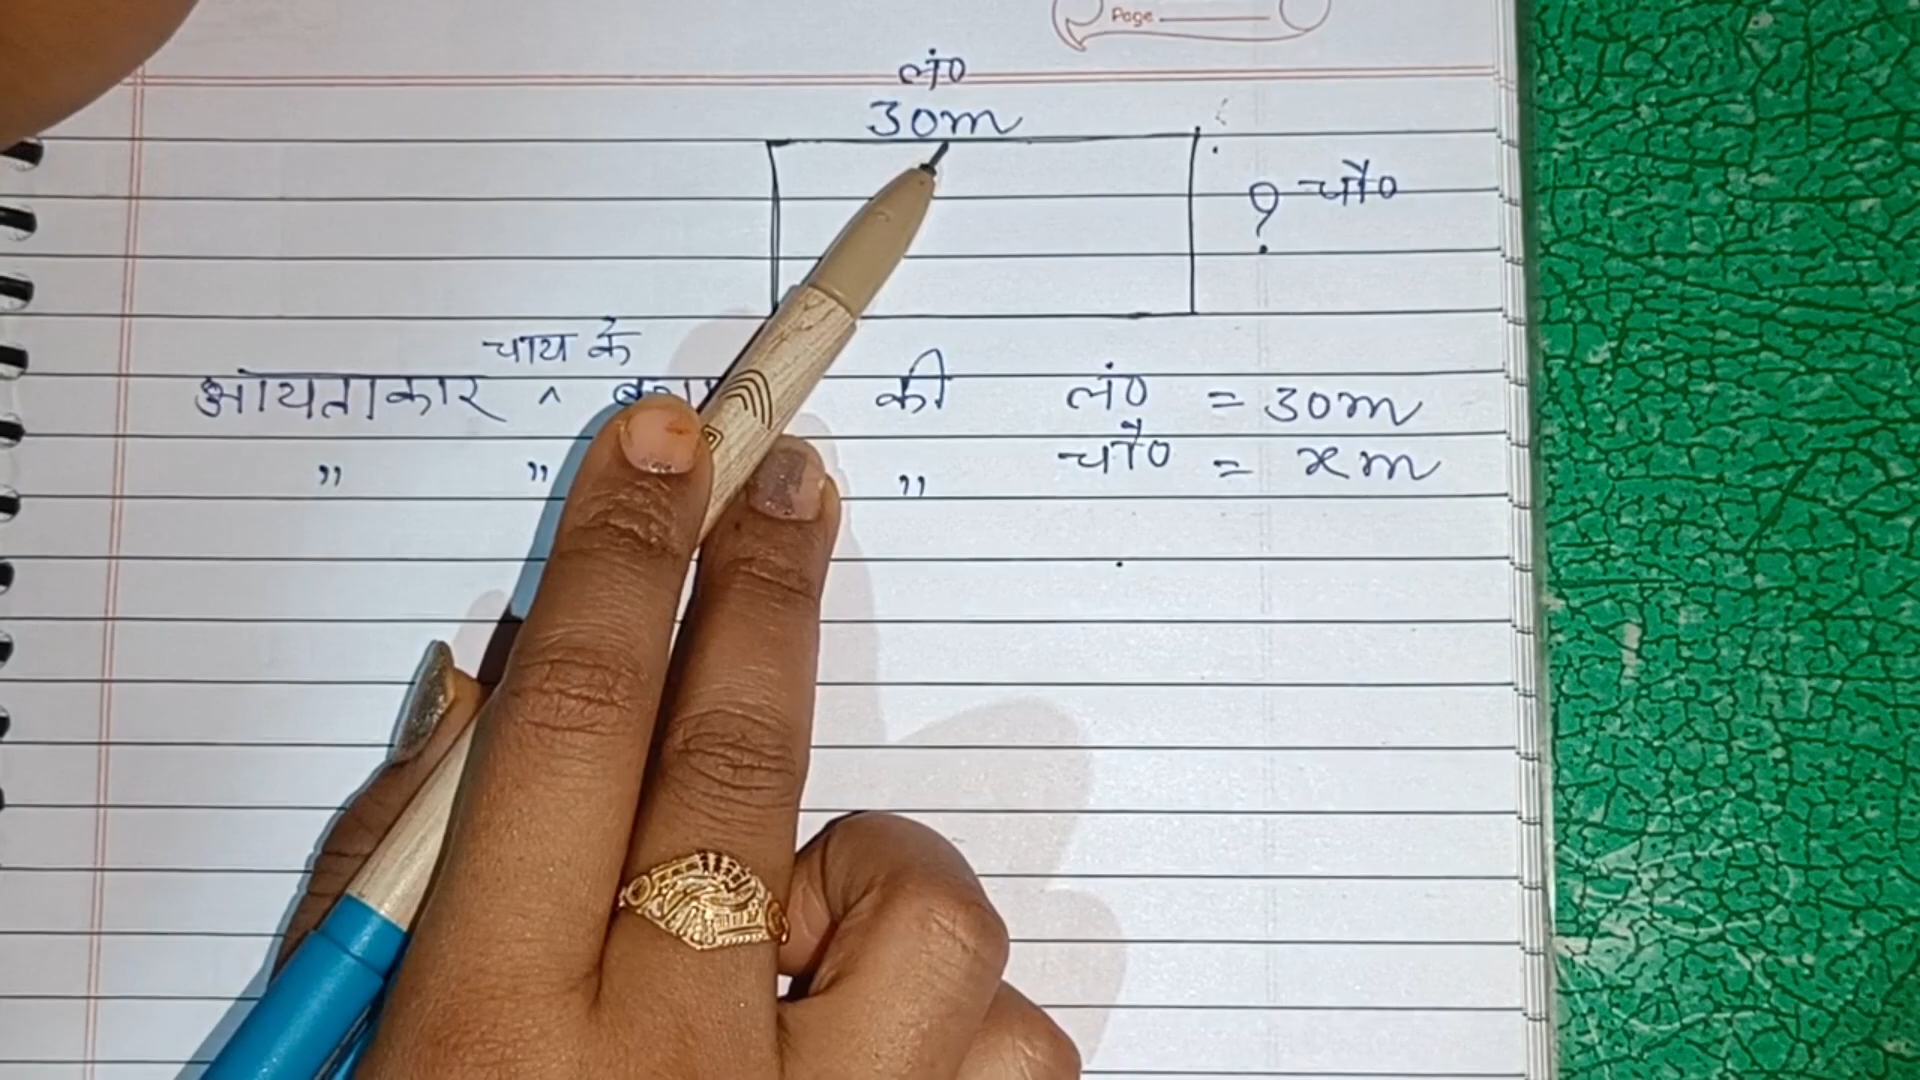 Page
लं०
30m
? चौ०
चाय के
आयताकार ^ की लं० = 30m
" " " चौ० = xm